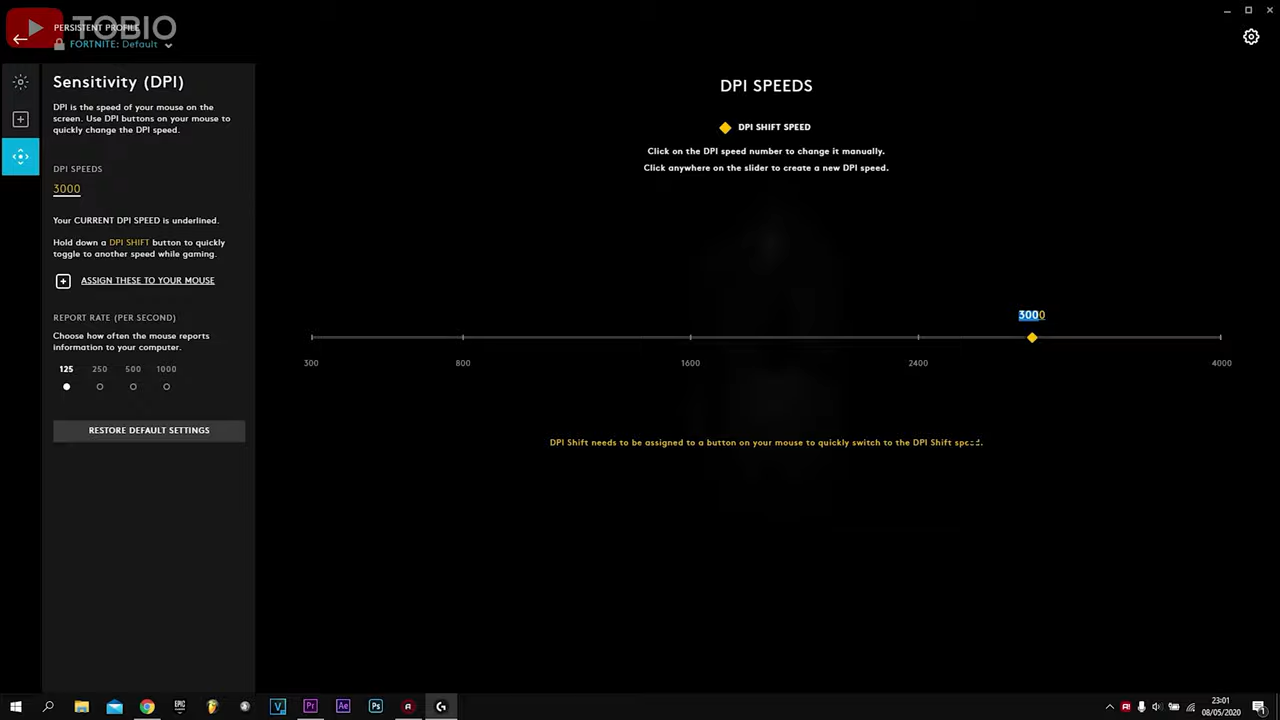 TOBIO
PERSISTENT PROFILE
FORTNITE: Default
Sensitivity (DPI)
DPI is the speed of your mouse on the
screen. Use DPI buttons on your mouse to
quickly change the DPI speed.
DPI SPEEDS
3000
Your CURRENT DPI SPEED is underlined.
Hold down a DPI SHIFT button to quickly
toggle to another speed while gaming.
ASSIGN THESE TO YOUR MOUSE
REPORT RATE (PER SECOND)
Choose how often the mouse reports
information to your computer.
125 250 500 1000
RESTORE DEFAULT SETTINGS
DPI SPEEDS
DPI SHIFT SPEED
Click on the DPI speed number to change it manually.
Click anywhere on the slider to create a new DPI speed.
3000
300 800 1600 2400 4000
DPI Shift needs to be assigned to a button on your mouse to quickly switch to the DPI Shift speed.
EPIC
V Pr Ae Ps
23:01
08/05/2020